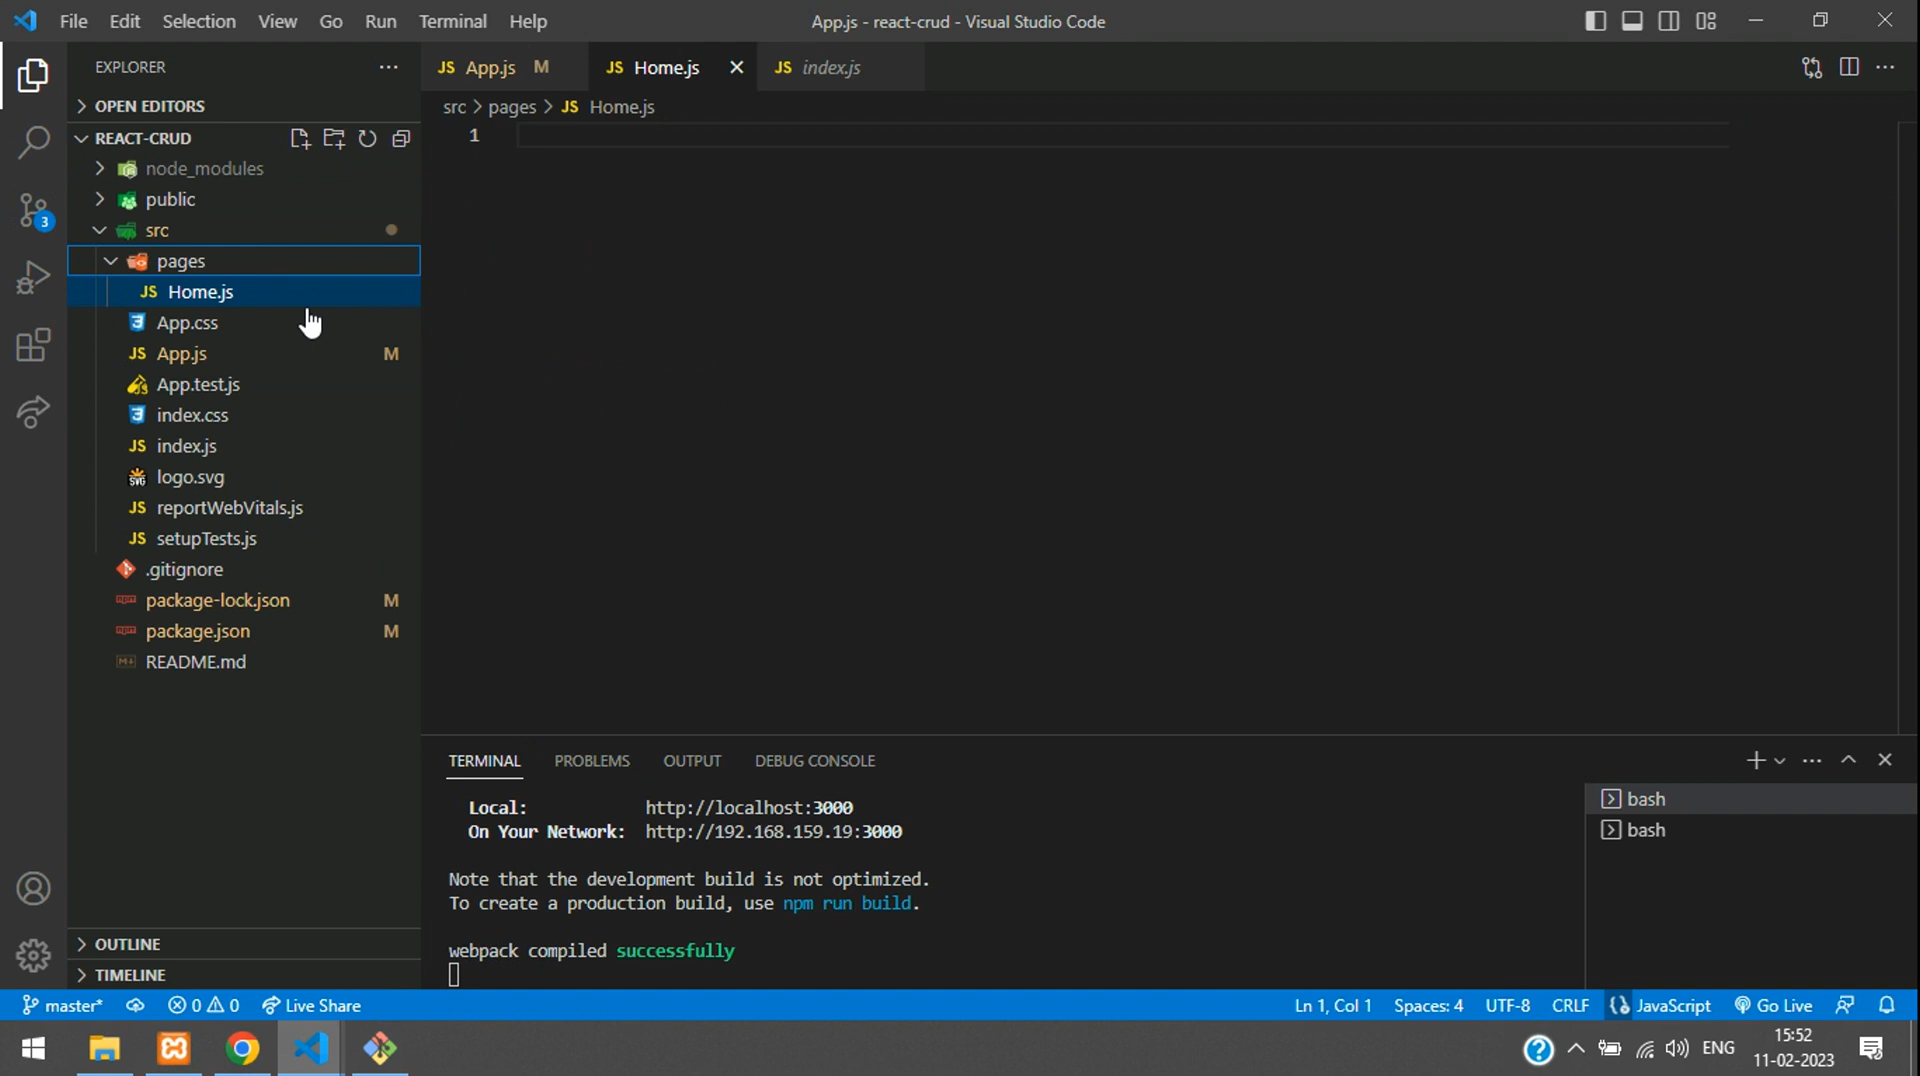 File Edit Selection View Go Run Terminal Help
App.js - react-crud - Visual Studio Code
EXPLORER
OPEN EDITORS
REACT-CRUD
node_modules
public
src
pages
JS Home.js
App.css
JS App.js M
App.test.js
index.css
JS index.js
logo.svg
JS reportWebVitals.js
JS setupTests.js
.gitignore
package-lock.json M
package.json M
README.md
OUTLINE
TIMELINE
3
JS App.js M
JS Home.js
JS index.js
src > pages > JS Home.js
1
TERMINAL PROBLEMS OUTPUT DEBUG CONSOLE
Local: http://localhost:3000
On Your Network: http://192.168.159.19:3000
Note that the development build is not optimized.
To create a production build, use npm run build.
webpack compiled successfully
bash
bash
master* 0 0 Live Share
Ln 1, Col 1 Spaces: 4 UTF-8 CRLF JavaScript Go Live
ENG
15:52
11-02-2023